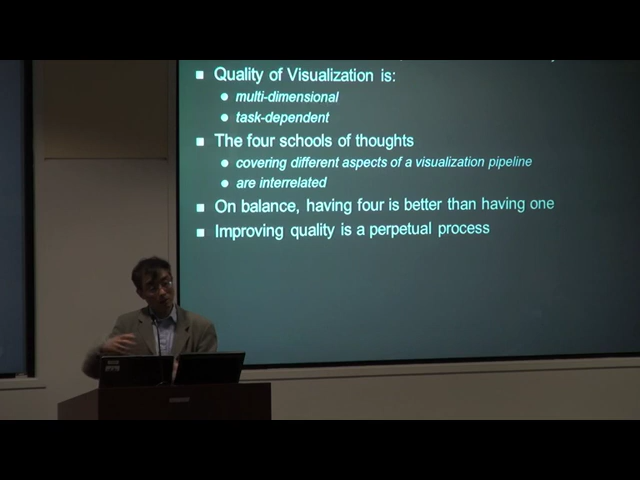 Quality of Visualization is:
multi-dimensional
task-dependent
The four schools of thoughts
covering different aspects of a visualization pipeline
are interrelated
On balance, having four is better than having one
Improving quality is a perpetual process